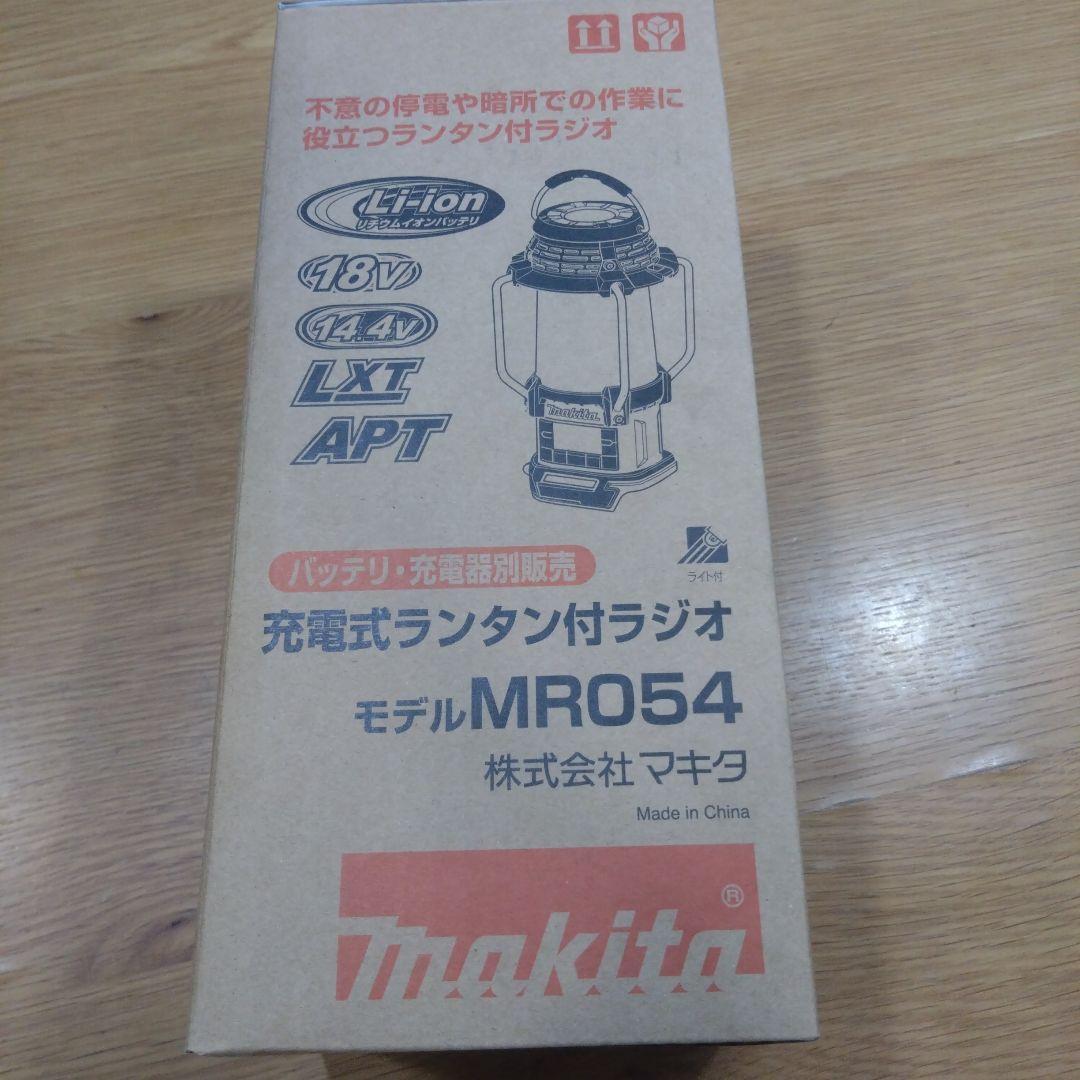 不意の停電や暗所での作業に
役立つランタン付ラジオ
Li-ion
リチウムイオンバッテリ
18V
14.4V
LXT
APT
makita
ライト付
バッテリ・充電器別販売
充電式ランタン付ラジオ
モデルMR054
株式会社マキタ
Made in China
makita®